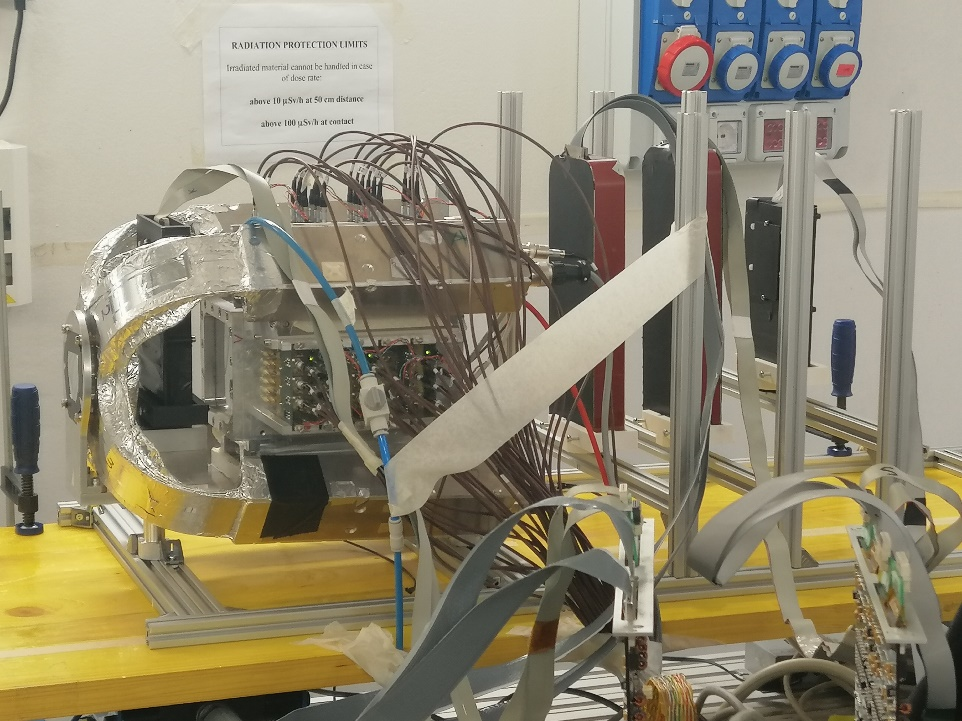 RADIATION PROTECTION LIMITS
Irradiated material cannot be handled in case
of dose rate:
above 10 µSv/h at 50 cm distance
above 100 µSv/h at contact